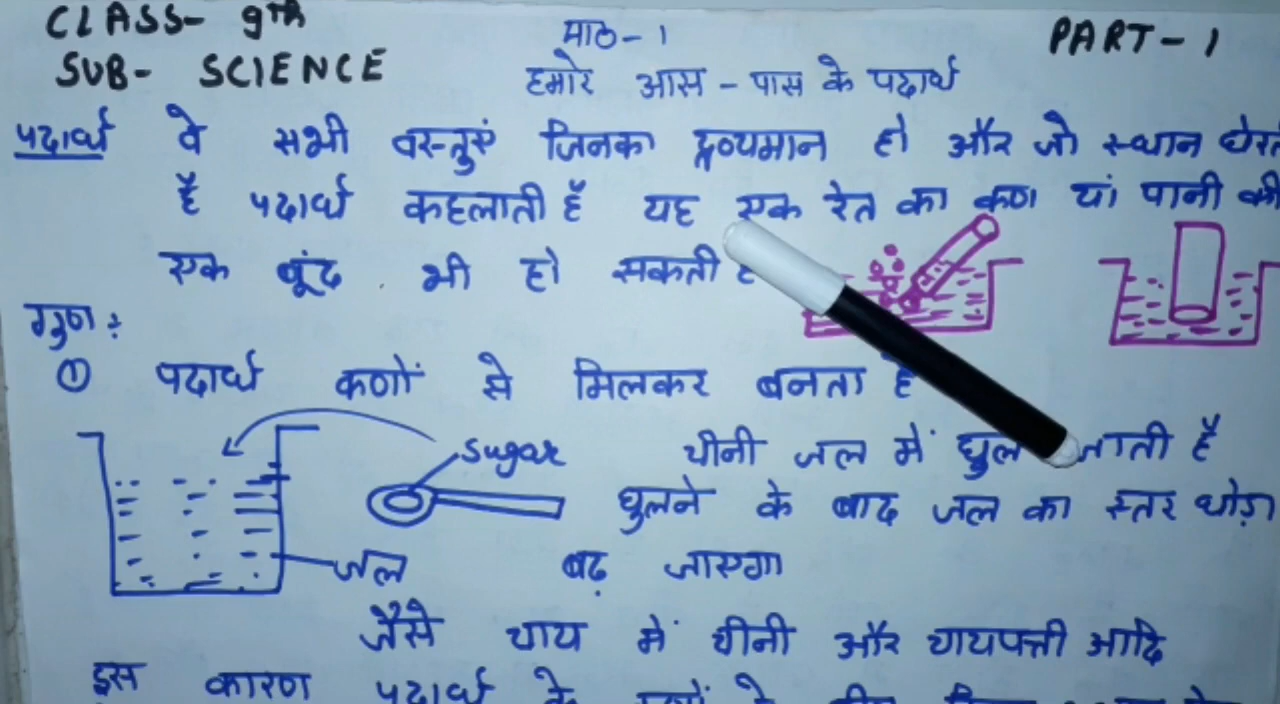 CLASS- 9TH
SUB- SCIENCE
पाठ-1
हमारे आस-पास के पदार्थ
PART-1
पदार्थ वे सभी वस्तुएं जिनका द्रव्यमान हो और जो स्थान घेरते
है पदार्थ कहलाती हैं यह एक रेत का कण यां पानी की
एक बूंद भी हो सकती है
गुण:
① पदार्थ कणों से मिलकर बनता है
sugar
चीनी जल में घुल जाती है
घुलने के बाद जल का स्तर थोड़ा
जल
बढ़ जाएगा
जैसे चाय में चीनी और चायपत्ती आदि
इस कारण पदार्थ के कणों के